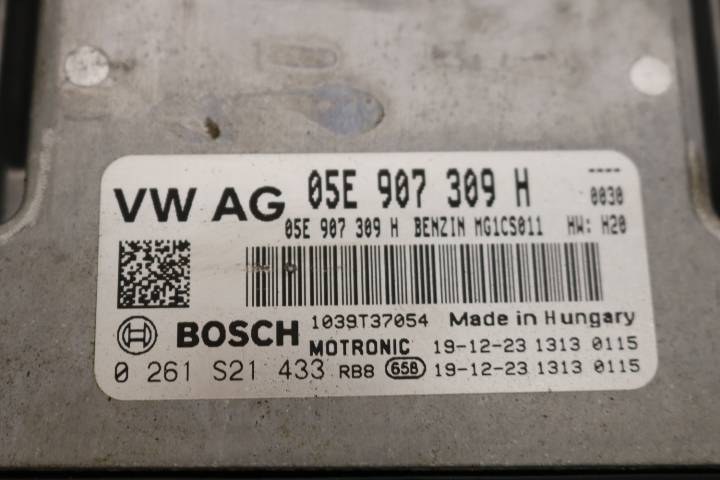 VW AG 05E 907 309 H ----
05E 907 309 H BENZIN MG1CS011 HW: H20 0030
BOSCH 1039T37054 Made in Hungary
MOTRONIC 19-12-23 1313 0115
0 261 S21 433 RB8 658 19-12-23 1313 0115